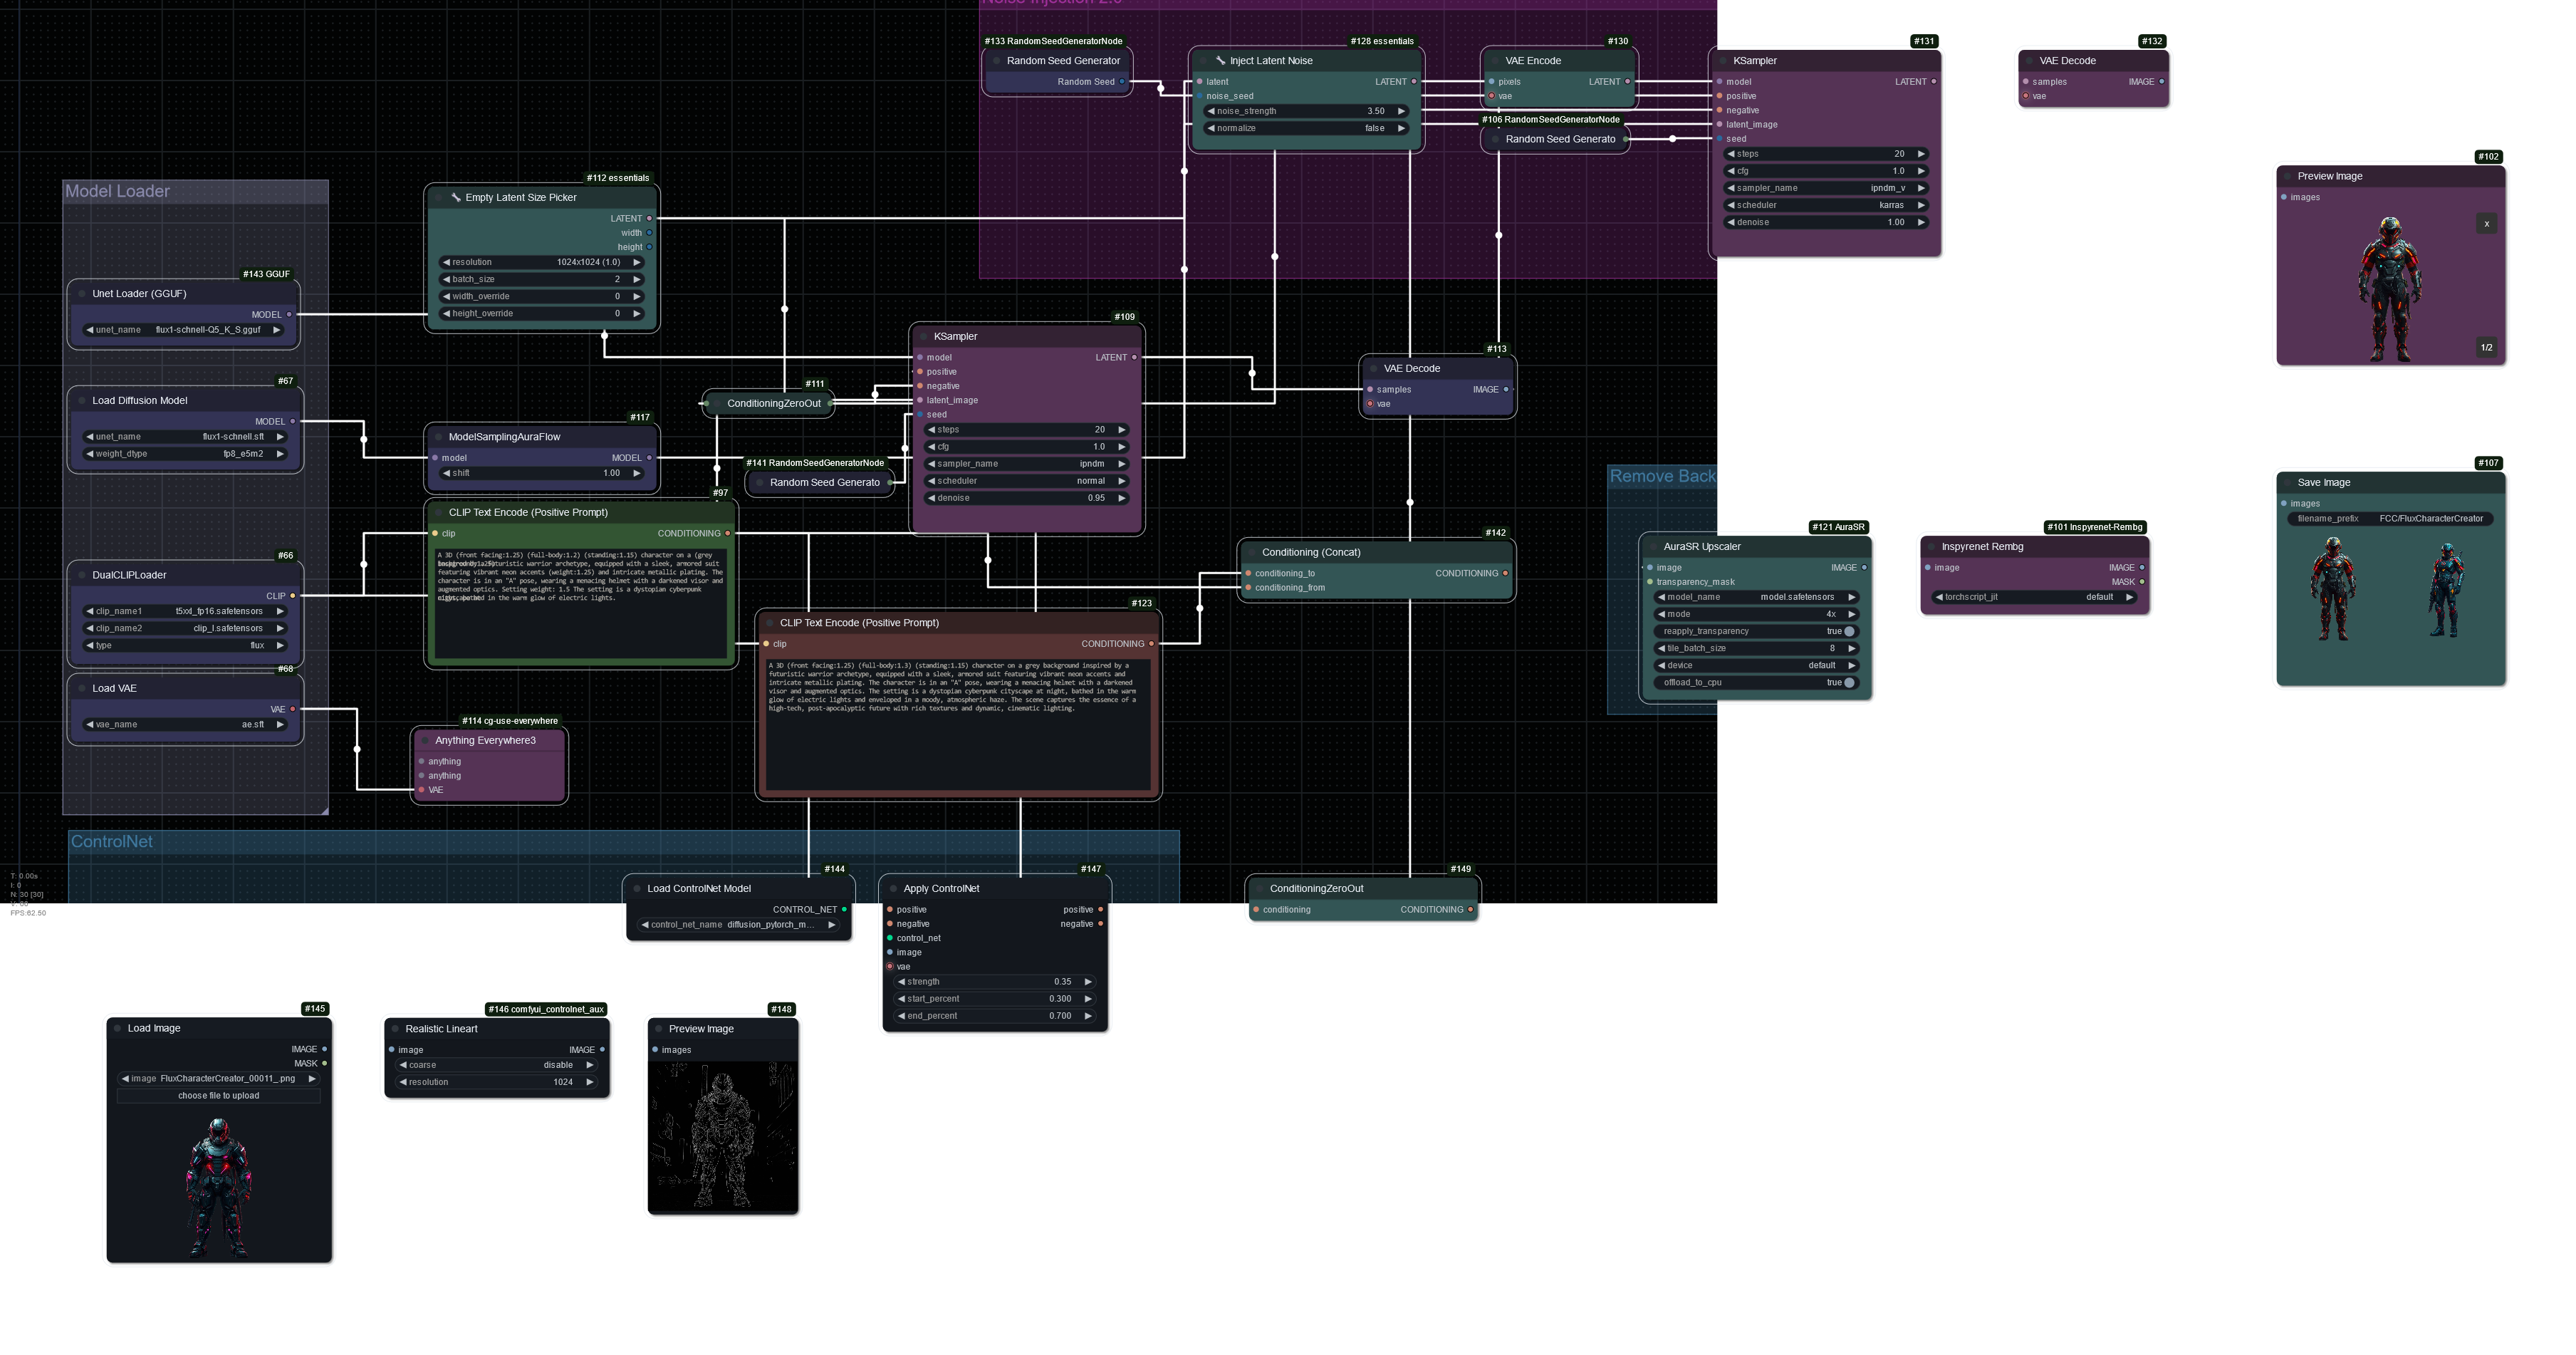 Noise Injection 2.0
#133 RandomSeedGeneratorNode
Random Seed Generator
Random Seed
#128 essentials
Inject Latent Noise
latent LATENT
noise_seed
noise_strength 3.50
normalize false
#130
VAE Encode
pixels LATENT
vae
#106 RandomSeedGeneratorNode
Random Seed Generato
#131
KSampler
model LATENT
positive
negative
latent_image
seed
steps 20
cfg 1.0
sampler_name ipndm_v
scheduler karras
denoise 1.00
#132
VAE Decode
samples IMAGE
vae
#102
Preview Image
images
x
1/2
Model Loader
#143 GGUF
Unet Loader (GGUF)
MODEL
unet_name flux1-schnell-Q5_K_S.gguf
#67
Load Diffusion Model
MODEL
unet_name flux1-schnell.sft
weight_dtype fp8_e5m2
#66
DualCLIPLoader
CLIP
clip_name1 t5xxl_fp16.safetensors
clip_name2 clip_l.safetensors
type flux
#68
Load VAE
VAE
vae_name ae.sft
#112 essentials
Empty Latent Size Picker
LATENT
width
height
resolution 1024x1024 (1.0)
batch_size 2
width_override 0
height_override 0
#111
ConditioningZeroOut
#117
ModelSamplingAuraFlow
model MODEL
shift 1.00
#141 RandomSeedGeneratorNode
Random Seed Generato
#109
KSampler
model LATENT
positive
negative
latent_image
seed
steps 20
cfg 1.0
sampler_name ipndm
scheduler normal
denoise 0.95
#113
VAE Decode
samples IMAGE
vae
#97
CLIP Text Encode (Positive Prompt)
clip CONDITIONING
A 3D (front facing:1.25) (full-body:1.2) (standing:1.15) character on a (grey
futuristic warrior archetype, equipped with a sleek, armored suit
featuring vibrant neon accents (weight:1.25) and intricate metallic plating. The
character is in an "A" pose, wearing a menacing helmet with a darkened visor and
augmented optics. Setting weight: 1.5 The setting is a dystopian cyberpunk
in the warm glow of electric lights.
#123
CLIP Text Encode (Positive Prompt)
clip CONDITIONING
A 3D (front facing:1.25) (full-body:1.3) (standing:1.15) character on a grey background inspired by a
futuristic warrior archetype, equipped with a sleek, armored suit featuring vibrant neon accents and
intricate metallic plating. The character is in an "A" pose, wearing a menacing helmet with a darkened
visor and augmented optics. The setting is a dystopian cyberpunk cityscape at night, bathed in the warm
glow of electric lights and enveloped in a moody, atmospheric haze. The scene captures the essence of a
high-tech, post-apocalyptic future with rich textures and dynamic, cinematic lighting.
#142
Conditioning (Concat)
conditioning_to CONDITIONING
conditioning_from
#114 cg-use-everywhere
Anything Everywhere3
anything
anything
VAE
Remove Back
#121 AuraSR
AuraSR Upscaler
image IMAGE
transparency_mask
model_name model.safetensors
mode 4x
reapply_transparency true
tile_batch_size 8
device default
offload_to_cpu true
#101 Inspyrenet-Rembg
Inspyrenet Rembg
image IMAGE
MASK
torchscript_jit default
#107
Save Image
images
filename_prefix FCC/FluxCharacterCreator
ControlNet
T: 0.00s
I: 0
N: 30 [30]
FPS:62.50
#144
Load ControlNet Model
CONTROL_NET
control_net_name diffusion_pytorch_m...
#147
Apply ControlNet
positive positive
negative negative
control_net
image
vae
strength 0.35
start_percent 0.300
end_percent 0.700
#149
ConditioningZeroOut
conditioning CONDITIONING
#145
Load Image
IMAGE
MASK
image FluxCharacterCreator_00011_.png
choose file to upload
#146 comfyui_controlnet_aux
Realistic Lineart
image IMAGE
coarse disable
resolution 1024
#148
Preview Image
images